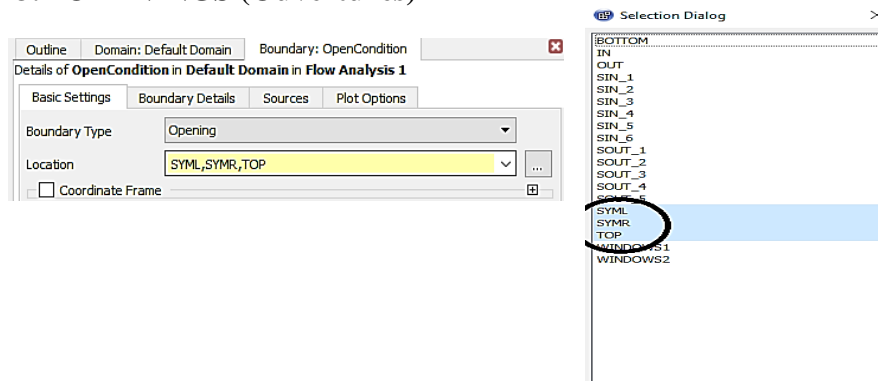 Outline Domain: Default Domain Boundary: OpenCondition
Details of OpenCondition in Default Domain in Flow Analysis 1
Basic Settings Boundary Details Sources Plot Options
Boundary Type Opening
Location SYML,SYMR,TOP ...
Coordinate Frame
Selection Dialog
BOTTOM
IN
OUT
SIN_1
SIN_2
SIN_3
SIN_4
SIN_5
SIN_6
SOUT_1
SOUT_2
SOUT_3
SOUT_4
SOUT_5
SYML
SYMR
TOP
WINDOWS1
WINDOWS2